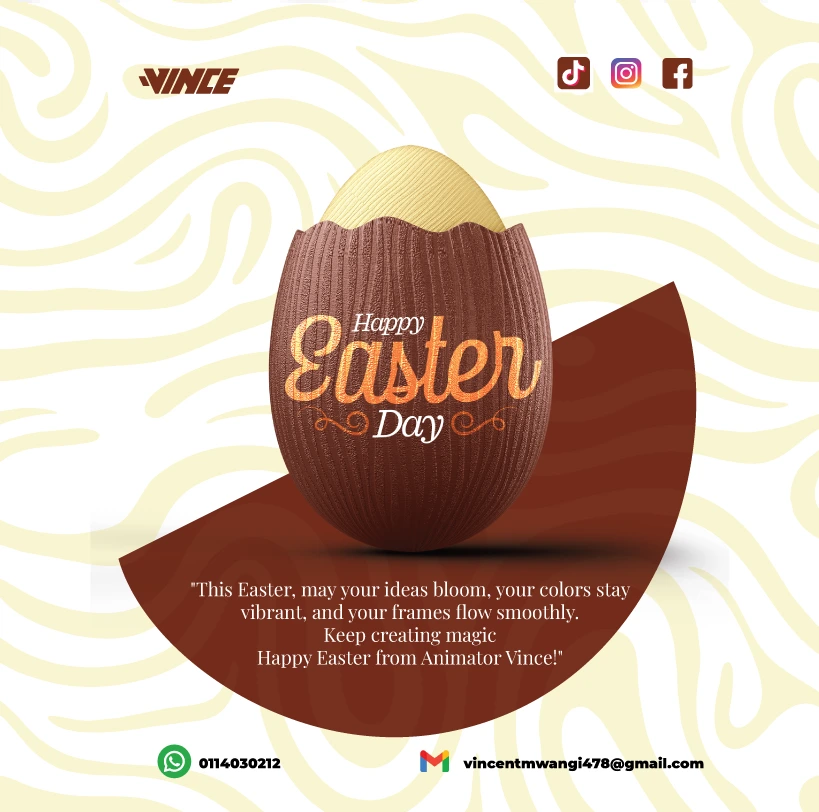 VINCE
Happy
Easter
Day
"This Easter, may your ideas bloom, your colors stay
vibrant, and your frames flow smoothly.
Keep creating magic
Happy Easter from Animator Vince!"
0114030212
vincentmwangi478@gmail.com